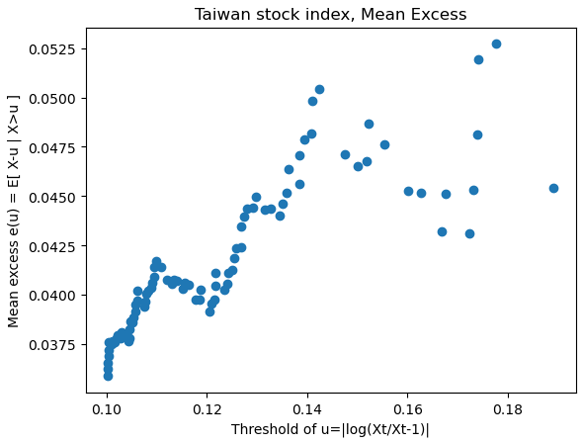 Taiwan stock index, Mean Excess
Mean excess e(u) = E[ X-u | X>u ]
0.0525
0.0500
0.0475
0.0450
0.0425
0.0400
0.0375
0.10 0.12 0.14 0.16 0.18
Threshold of u=|log(Xt/Xt-1)|